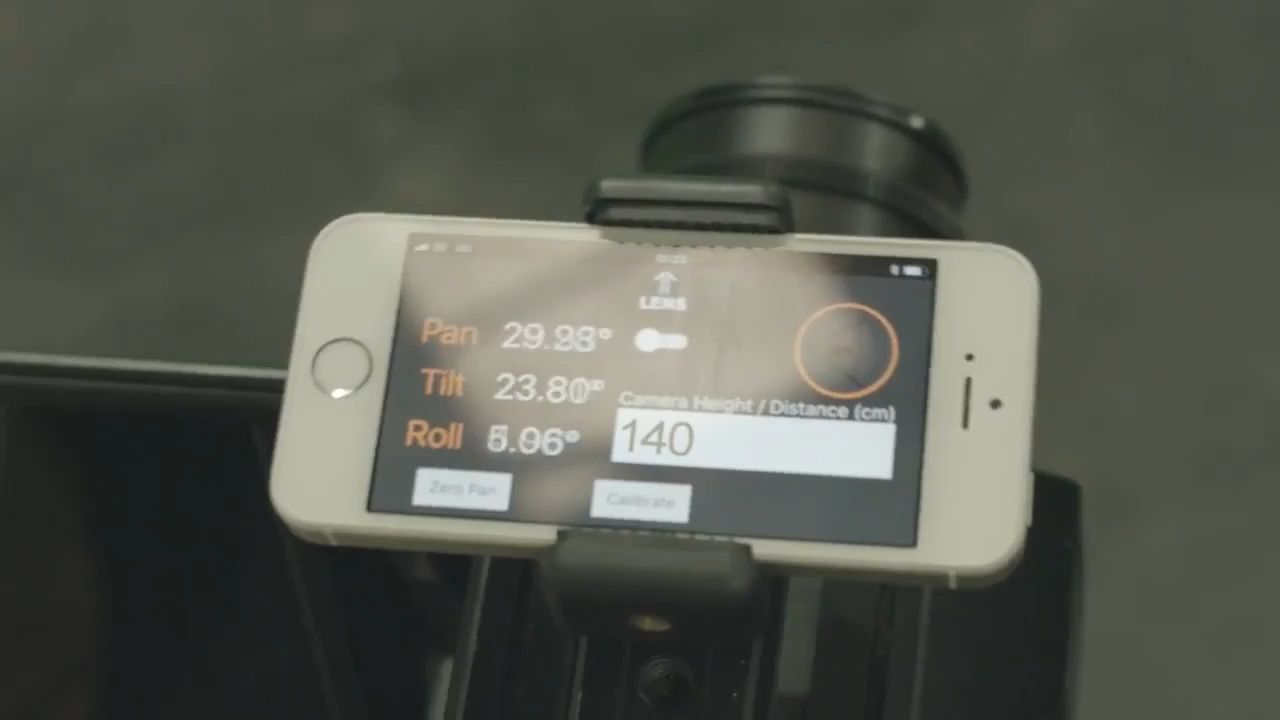 LENS
Pan 29.98°
Tilt 23.80°
Camera Height / Distance (cm)
Roll 5.96°
140
Zero Pan
Calibrate